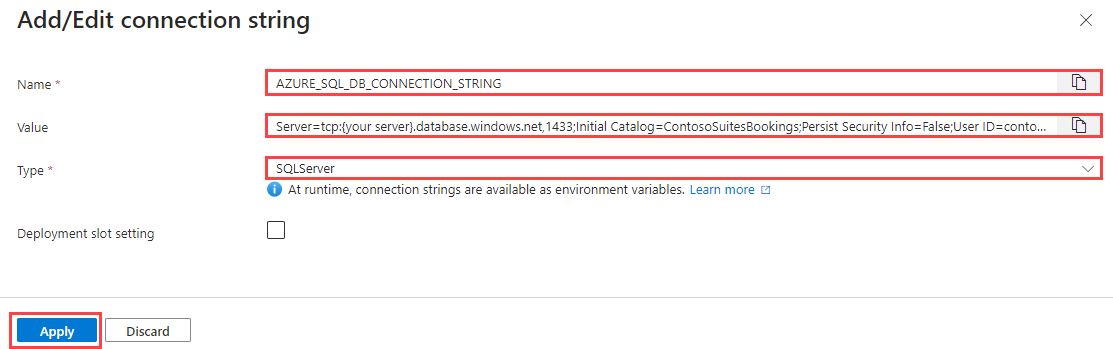 Add/Edit connection string
Name *
AZURE_SQL_DB_CONNECTION_STRING
Value
Server=tcp:{your server}.database.windows.net,1433;Initial Catalog=ContosoSuitesBookings;Persist Security Info=False;User ID=conto...
Type *
SQLServer
At runtime, connection strings are available as environment variables. Learn more
Deployment slot setting
Apply
Discard